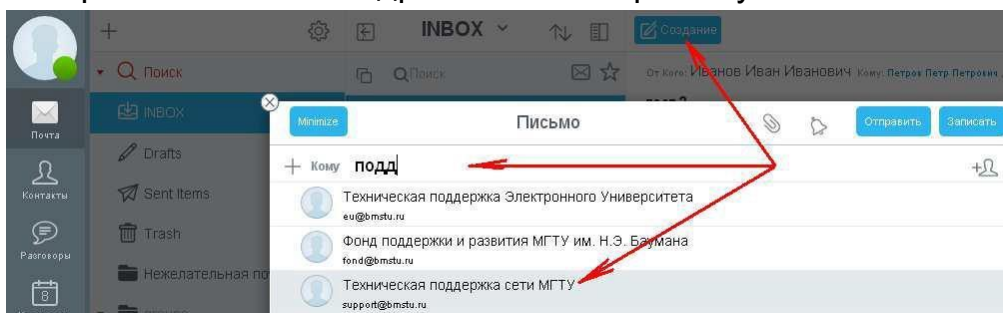 INBOX
Создание
Поиск
Поиск
От Кого: Иванов Иван Иванович Кому: Петров Петр Петрович
INBOX
Почта
Minimize
Письмо
Отправить
Записать
Drafts
Кому подд
Контакты
Sent Items
Техническая поддержка Электронного Университета
eu@bmstu.ru
Trash
Фонд поддержки и развития МГТУ им. Н.Э. Баумана
fond@bmstu.ru
Разговоры
Нежелательная по
Техническая поддержка сети МГТУ
8
support@bmstu.ru